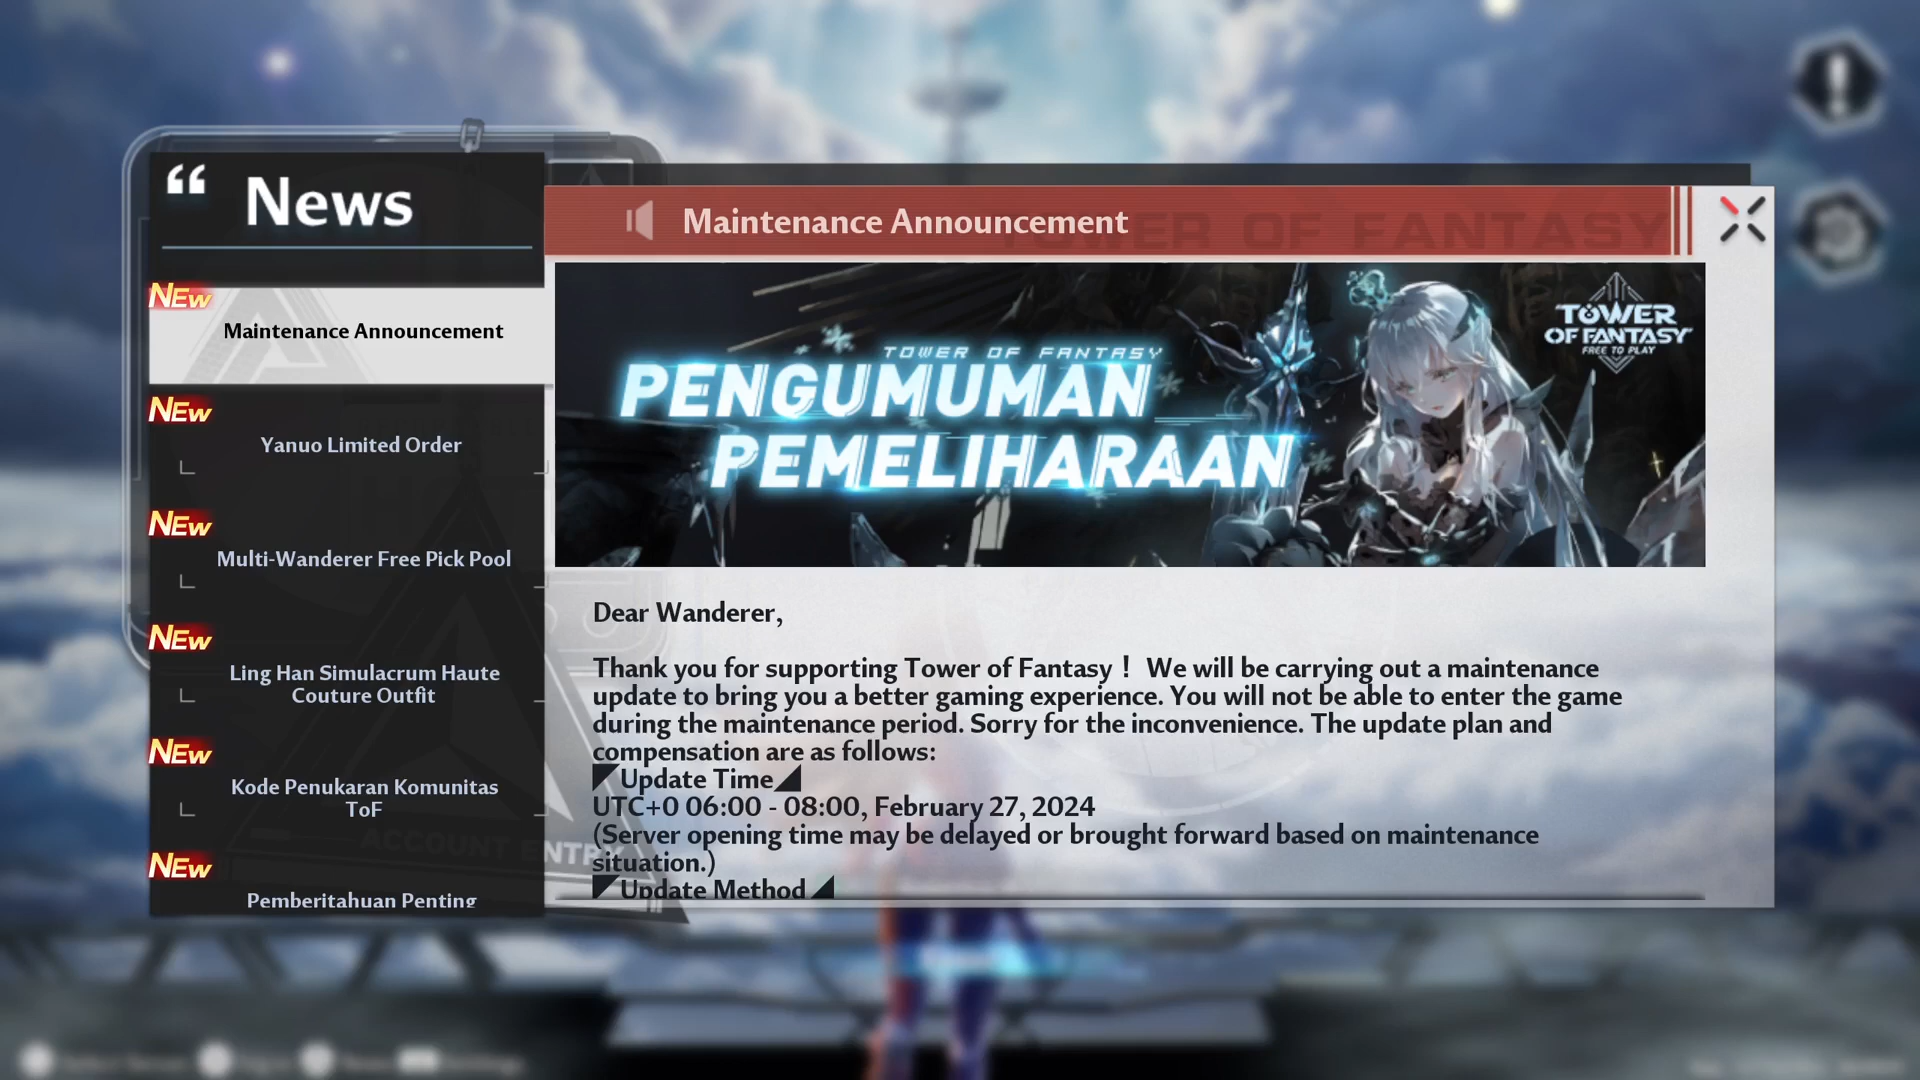 News
NEW
Maintenance Announcement
NEW
Yanuo Limited Order
NEW
Multi-Wanderer Free Pick Pool
NEW
Ling Han Simulacrum Haute
Couture Outfit
NEW
Kode Penukaran Komunitas
ToF
ACCOUNT ENTRY
NEW
Pemberitahuan Penting
Maintenance Announcement
TOWER OF FANTASY
TOWER OF FANTASY
PENGUMUMAN
PEMELIHARAAN
TOWER
OF FANTASY
FREE TO PLAY
Dear Wanderer,
Thank you for supporting Tower of Fantasy！ We will be carrying out a maintenance
update to bring you a better gaming experience. You will not be able to enter the game
during the maintenance period. Sorry for the inconvenience. The update plan and
compensation are as follows:
◤Update Time◢
UTC+0 06:00 - 08:00, February 27, 2024
(Server opening time may be delayed or brought forward based on maintenance
situation.)
◤Update Method◢